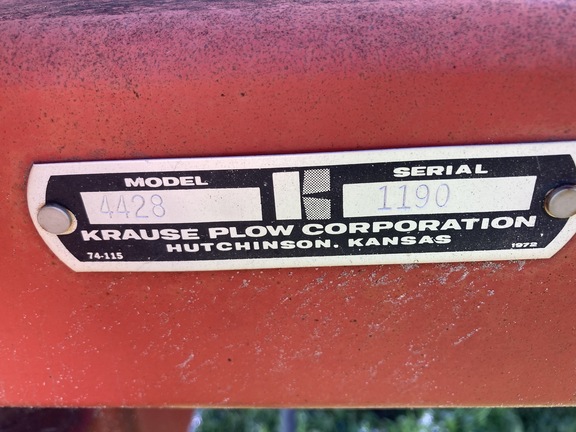 MODEL SERIAL
4428 1190
KRAUSE PLOW CORPORATION
HUTCHINSON, KANSAS
74-115 1972